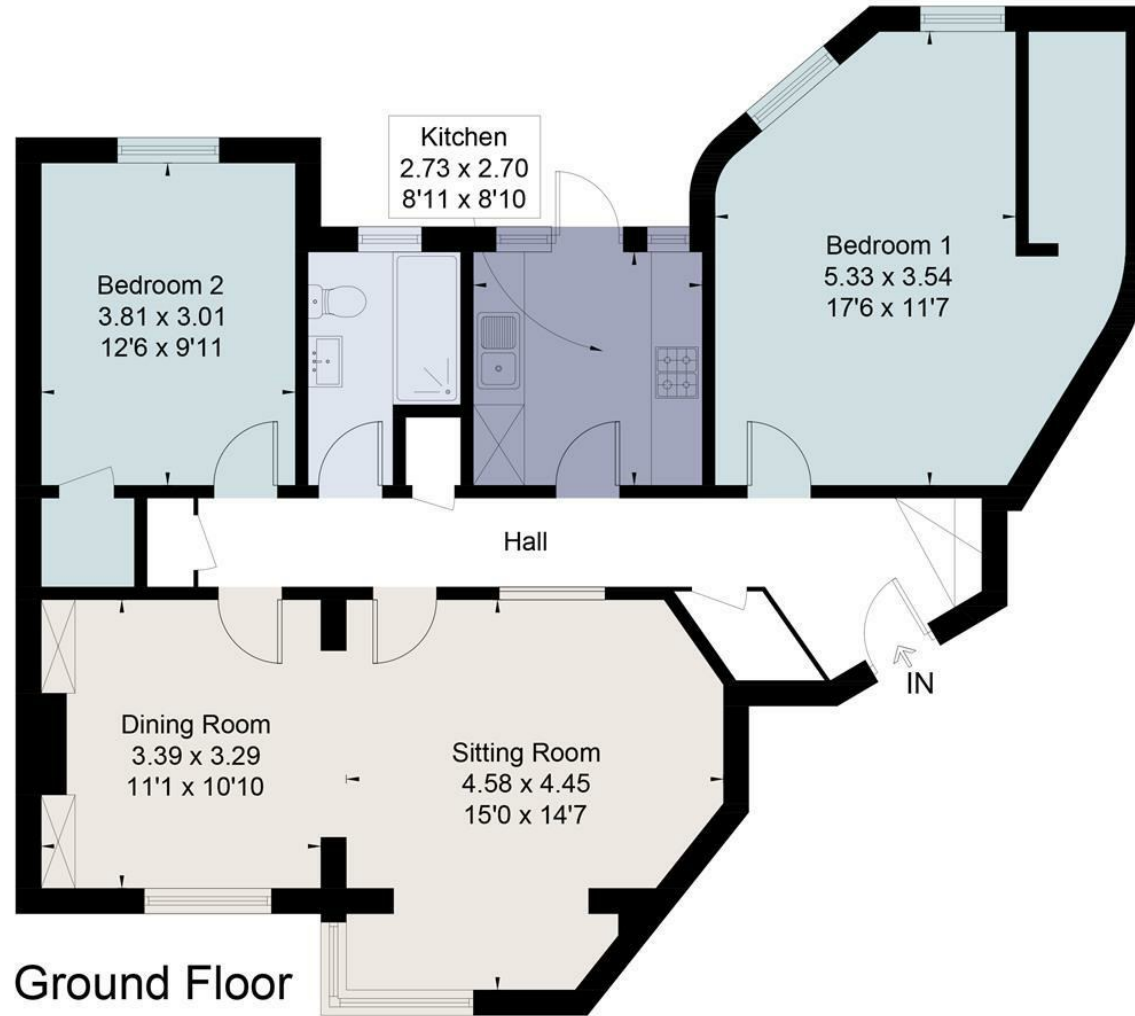 Kitchen
2.73 x 2.70
8'11 x 8'10
Bedroom 2
3.81 x 3.01
12'6 x 9'11
Bedroom 1
5.33 x 3.54
17'6 x 11'7
Hall
IN
Dining Room
3.39 x 3.29
11'1 x 10'10
Sitting Room
4.58 x 4.45
15'0 x 14'7
Ground Floor